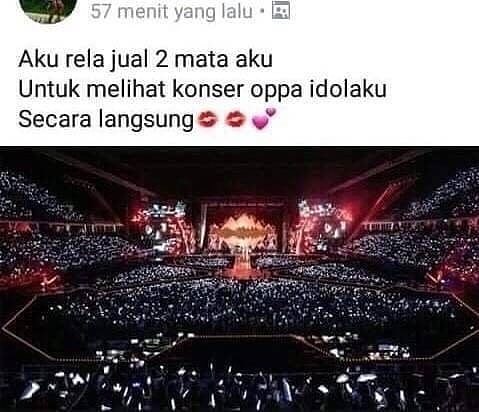 57 menit yang lalu •
Aku rela jual 2 mata aku
Untuk melihat konser oppa idolaku
Secara langsung💋 💋 💕